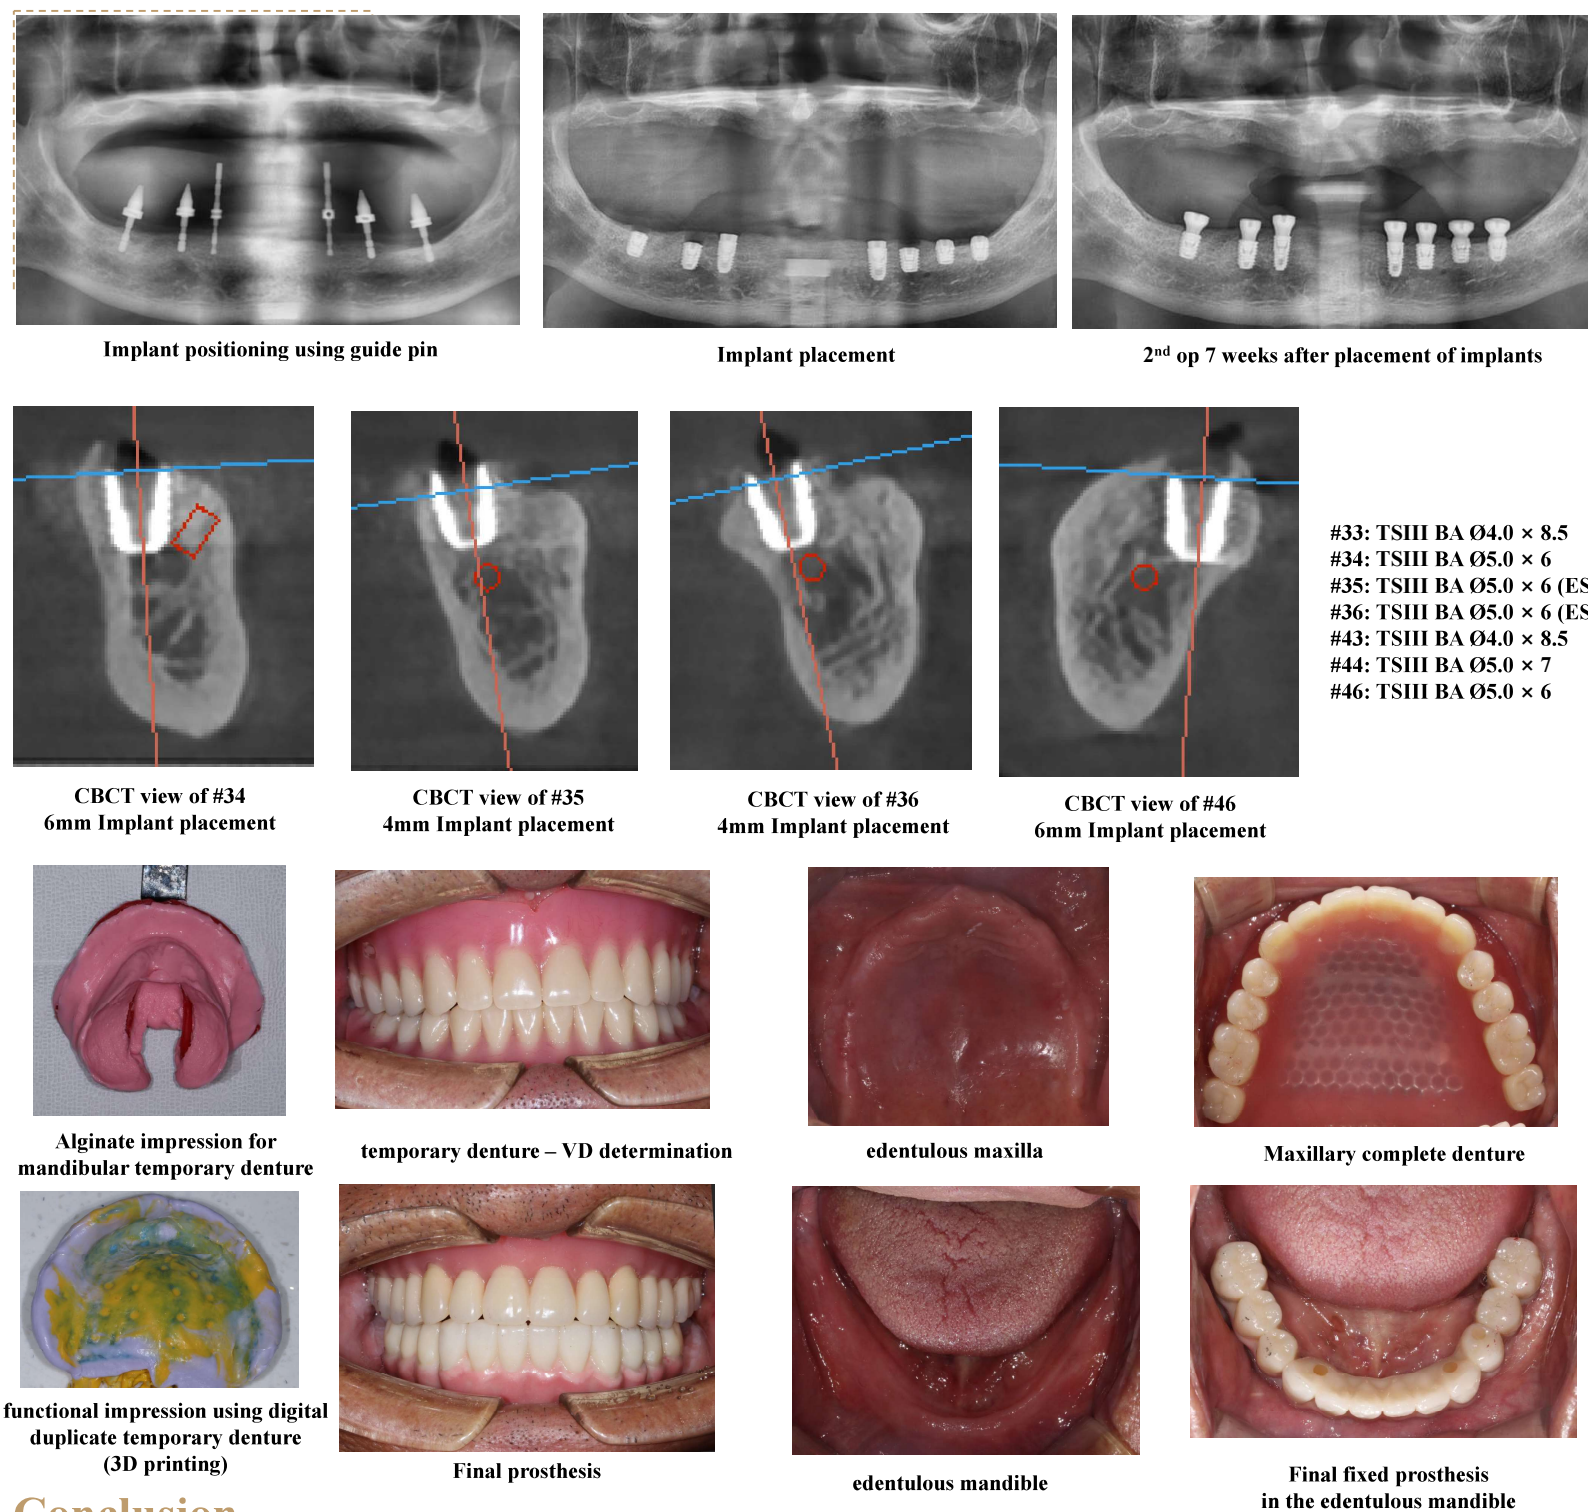 Implant positioning using guide pin
Implant placement
2nd op 7 weeks after placement of implants
#33: TSIII BA Ø4.0 × 8.5
#34: TSIII BA Ø5.0 × 6
#35: TSIII BA Ø5.0 × 6 (ES
#36: TSIII BA Ø5.0 × 6 (ES
#43: TSIII BA Ø4.0 × 8.5
#44: TSIII BA Ø5.0 × 7
#46: TSIII BA Ø5.0 × 6
CBCT view of #34
6mm Implant placement
CBCT view of #35
4mm Implant placement
CBCT view of #36
4mm Implant placement
CBCT view of #46
6mm Implant placement
Alginate impression for
mandibular temporary denture
temporary denture – VD determination
edentulous maxilla
Maxillary complete denture
functional impression using digital
duplicate temporary denture
(3D printing)
Final prosthesis
edentulous mandible
Final fixed prosthesis
in the edentulous mandible
Conclusion